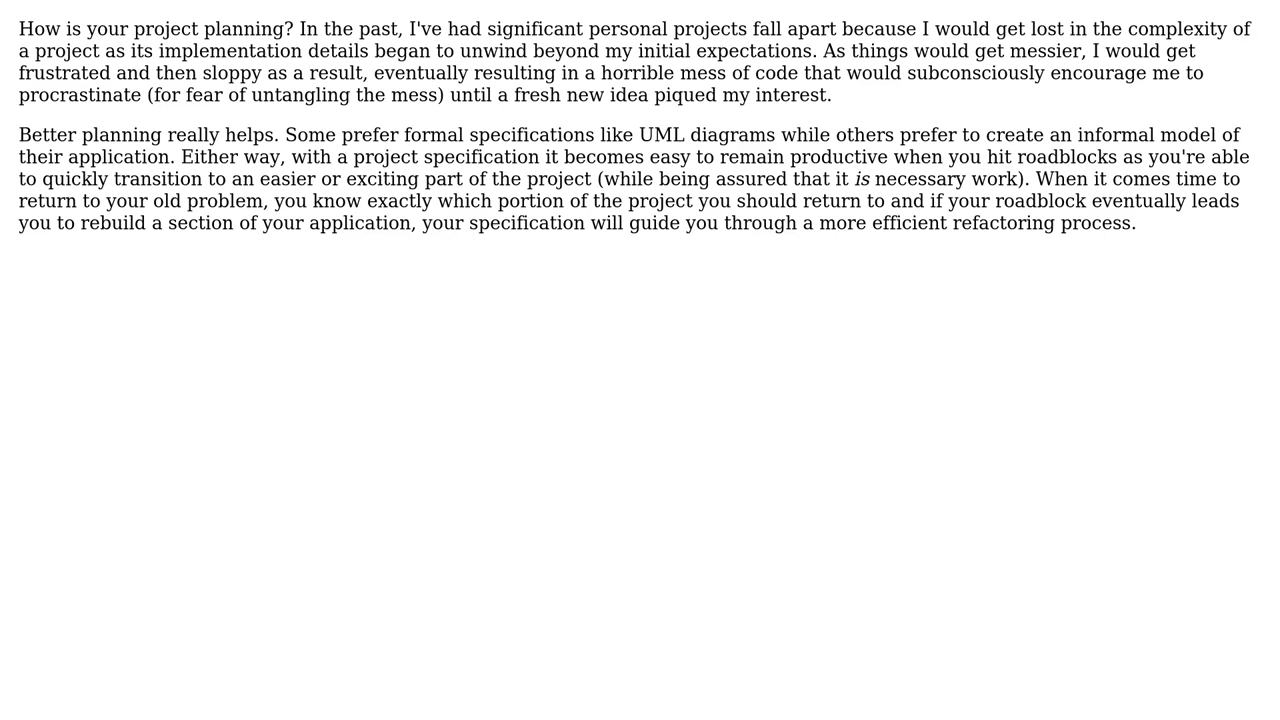 How is your project planning? In the past, I've had significant personal projects fall apart because I would get lost in the complexity of
a project as its implementation details began to unwind beyond my initial expectations. As things would get messier, I would get
frustrated and then sloppy as a result, eventually resulting in a horrible mess of code that would subconsciously encourage me to
procrastinate (for fear of untangling the mess) until a fresh new idea piqued my interest.
Better planning really helps. Some prefer formal specifications like UML diagrams while others prefer to create an informal model of
their application. Either way, with a project specification it becomes easy to remain productive when you hit roadblocks as you're able
to quickly transition to an easier or exciting part of the project (while being assured that it is necessary work). When it comes time to
return to your old problem, you know exactly which portion of the project you should return to and if your roadblock eventually leads
you to rebuild a section of your application, your specification will guide you through a more efficient refactoring process.